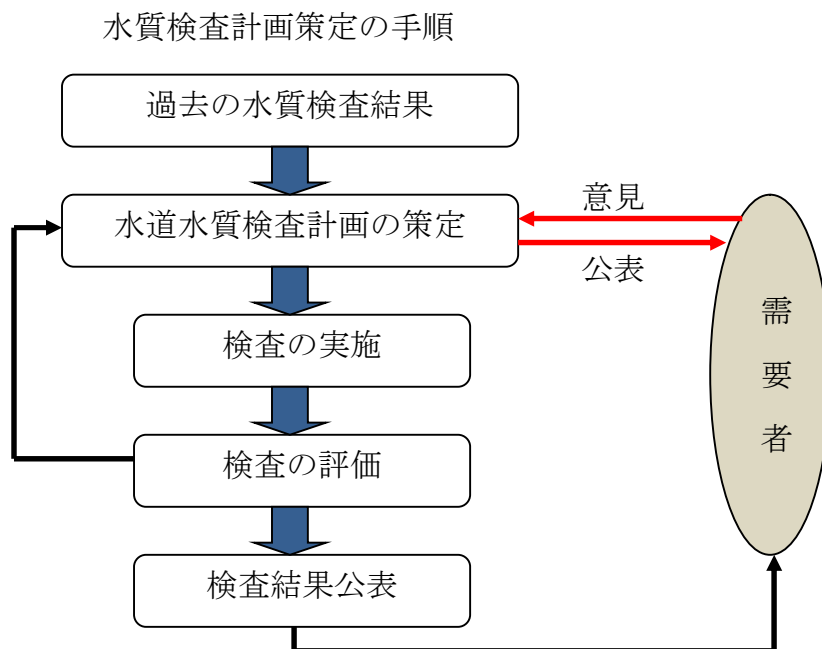 水質検査計画策定の手順
過去の水質検査結果
水道水質検査計画の策定
意見
公表
検査の実施
検査の評価
検査結果公表
需
要
者